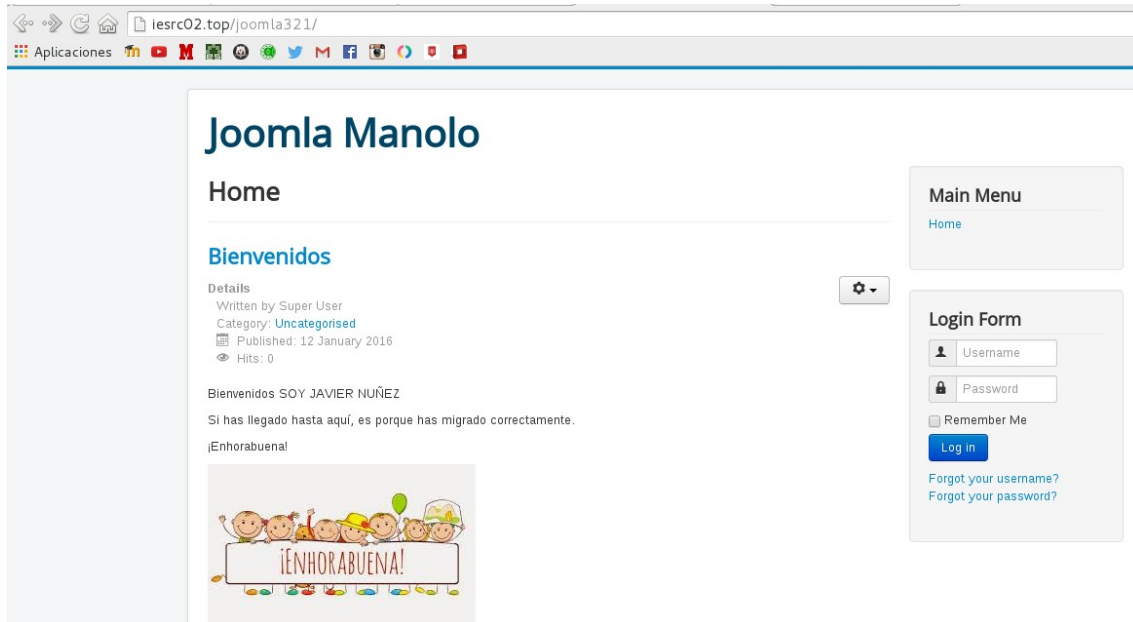 iesrc02.top/joomla321/
Aplicaciones
Joomla Manolo
Home
Bienvenidos
Details
Written by Super User
Category: Uncategorised
Published: 12 January 2016
Hits: 0
Bienvenidos SOY JAVIER NUÑEZ
Si has llegado hasta aquí, es porque has migrado correctamente.
¡Enhorabuena!
¡ENHORABUENA!
Main Menu
Home
Login Form
Username
Password
Remember Me
Log in
Forgot your username?
Forgot your password?